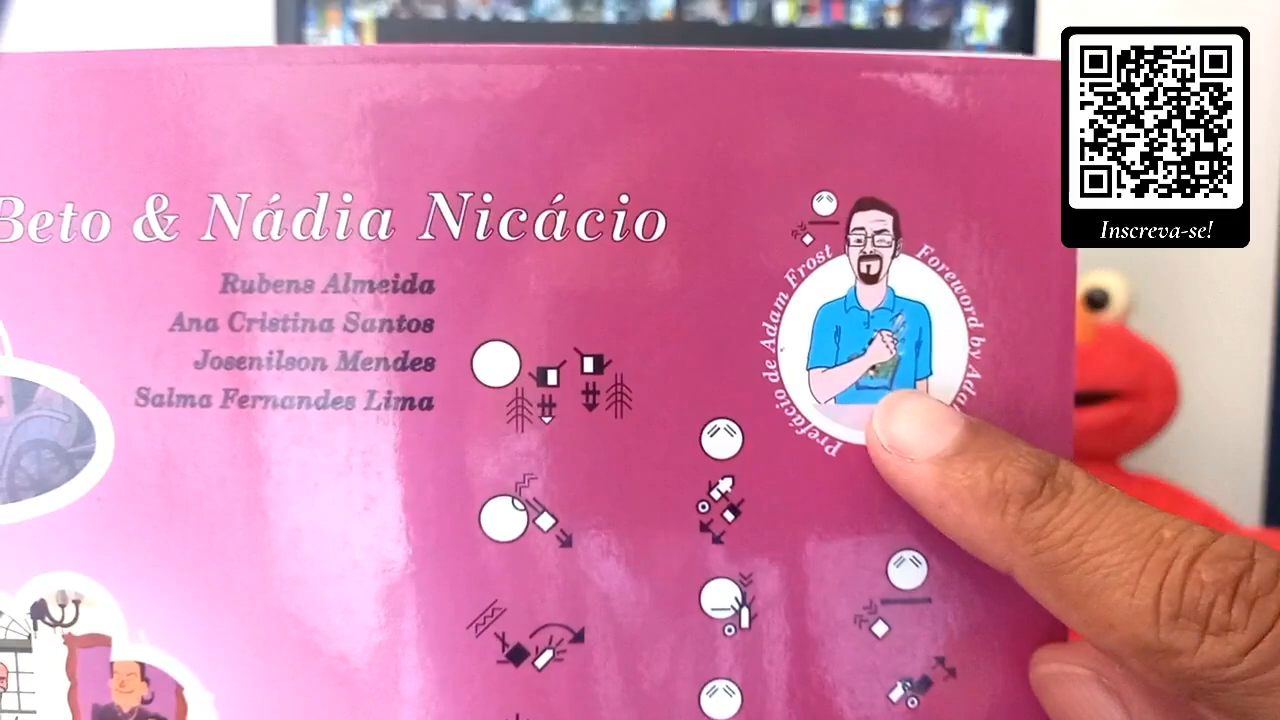 Beto & Nádia Nicácio
Rubens Almeida
Ana Cristina Santos
Josenilson Mendes
Salma Fernandes Lima
Prefácio de Adam Frost
Foreword by
Inscreva-se!